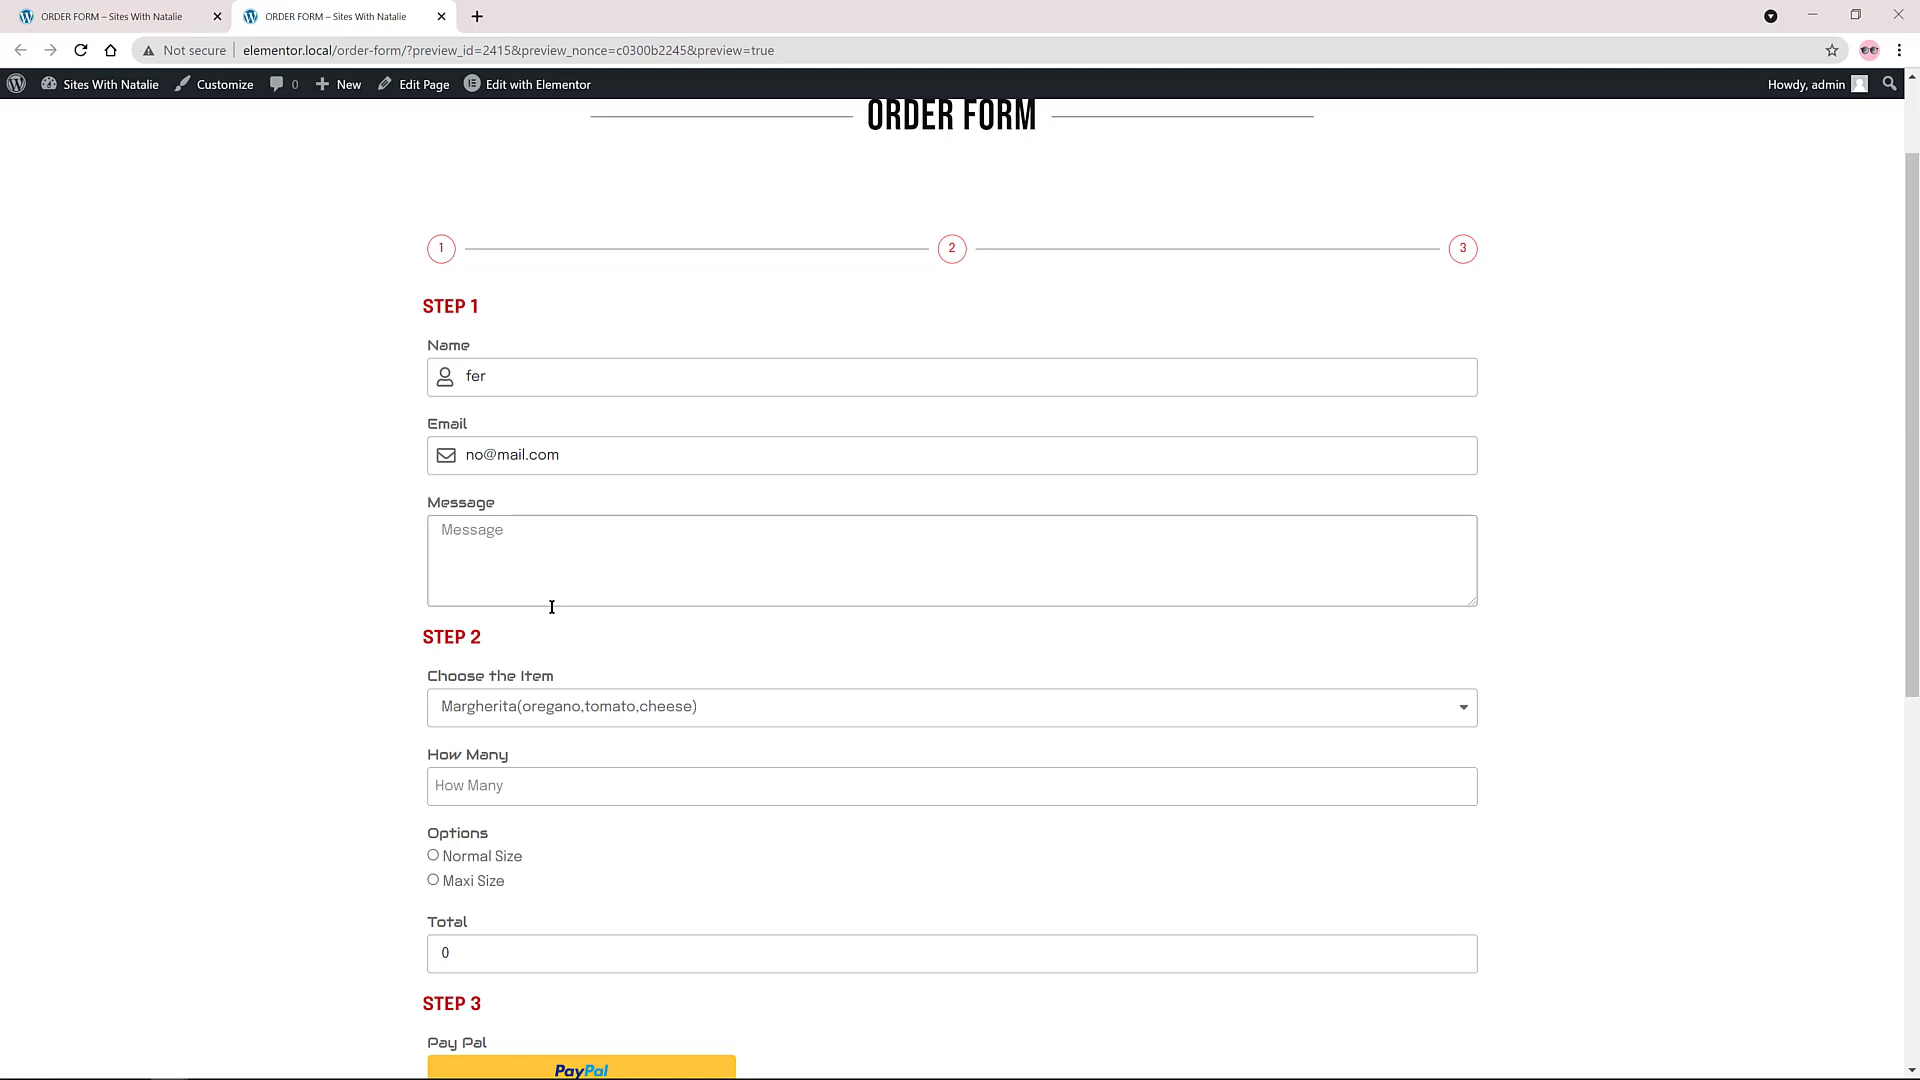 ORDER FORM – Sites With Natalie
ORDER FORM – Sites With Natalie
Not secure
elementor.local/order-form/?preview_id=2415&preview_nonce=c0300b2245&preview=true
Sites With Natalie
Customize
0
New
Edit Page
Edit with Elementor
Howdy, admin
ORDER FORM
1
2
3
STEP 1
Name
fer
Email
no@mail.com
Message
Message
STEP 2
Choose the Item
Margherita(oregano,tomato,cheese)
How Many
How Many
Options
Normal Size
Maxi Size
Total
0
STEP 3
Pay Pal
PayPal